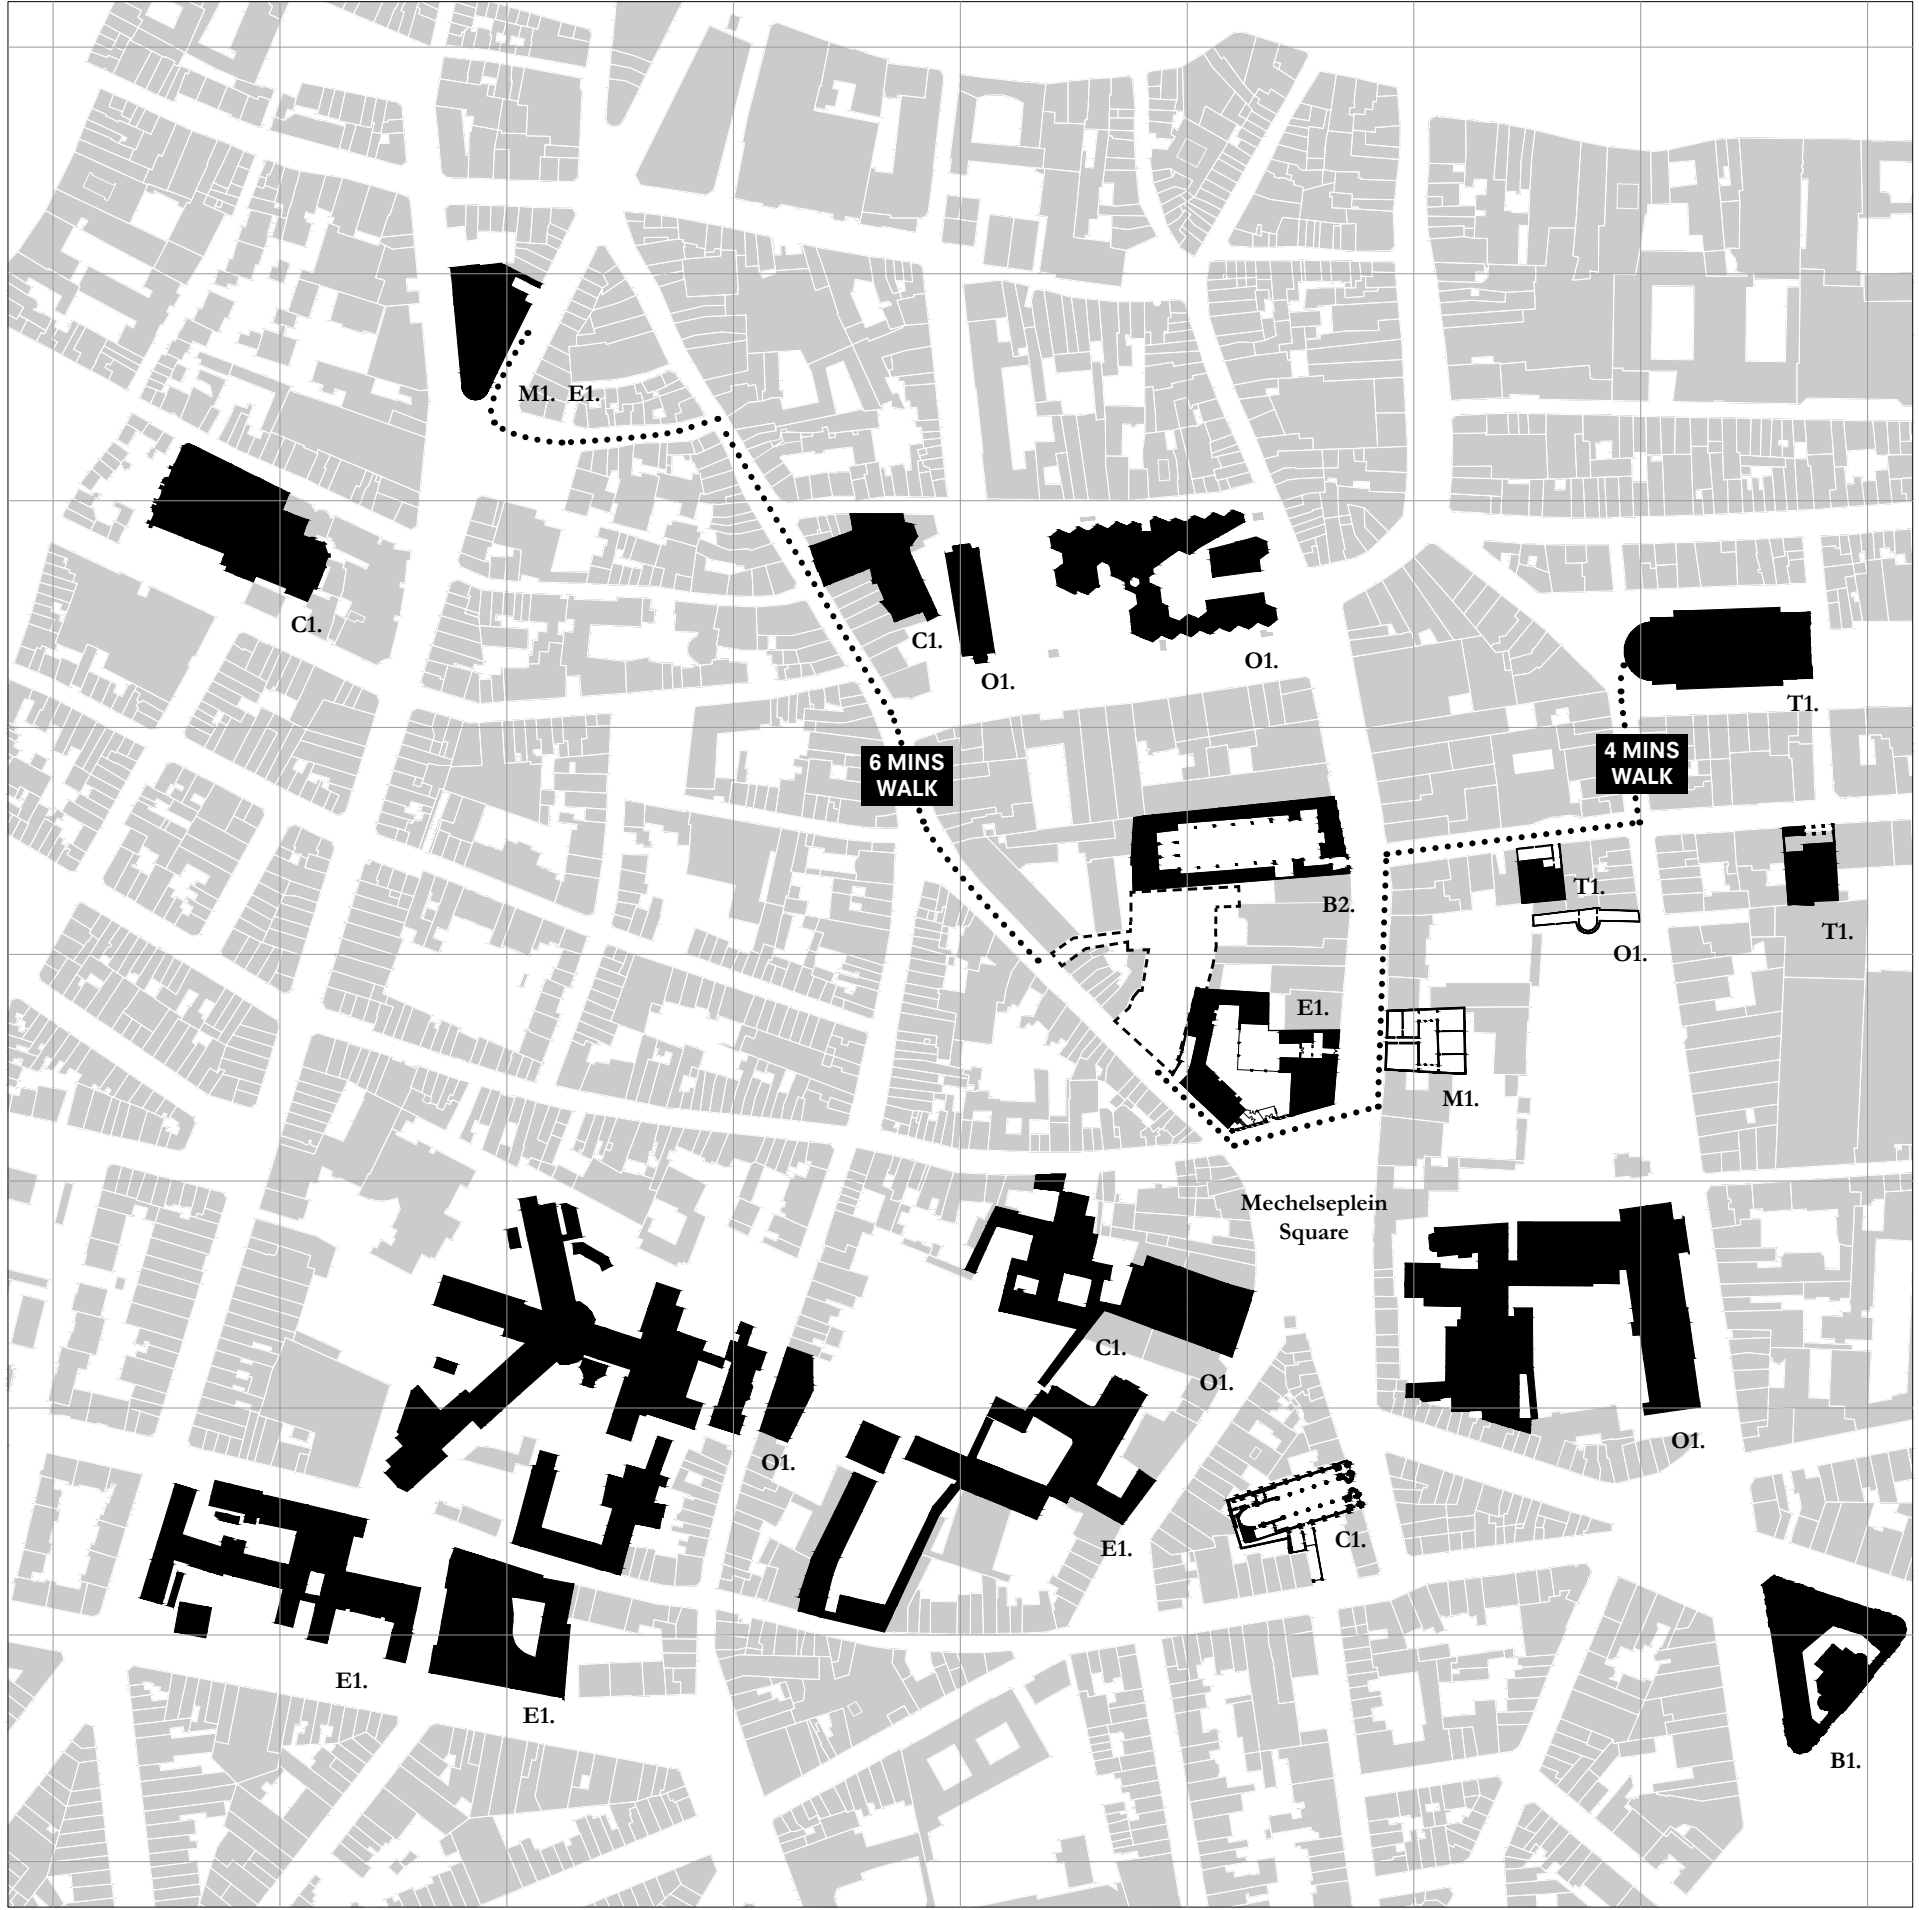 M1. E1.
C1.
C1.
O1.
O1.
T1.
6 MINS
WALK
4 MINS
WALK
B2.
T1.
T1.
O1.
E1.
M1.
Mechelseplein
Square
C1.
O1.
O1.
O1.
E1.
C1.
E1.
E1.
B1.